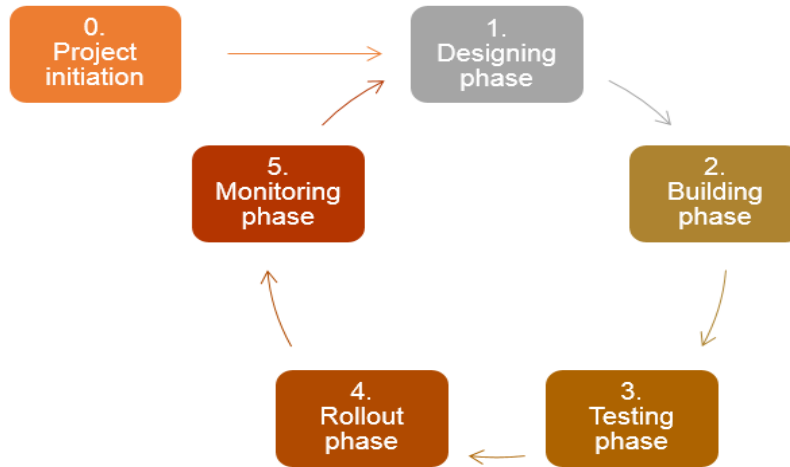 0.
Project
initiation
1.
Designing
phase
2.
Building
phase
3.
Testing
phase
4.
Rollout
phase
5.
Monitoring
phase